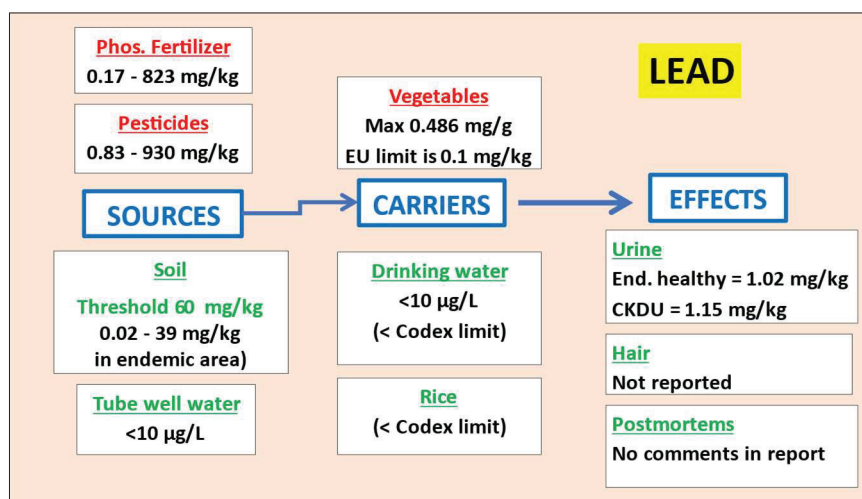 Phos. Fertilizer
0.17 - 823 mg/kg
Pesticides
0.83 - 930 mg/kg
LEAD
Vegetables
Max 0.486 mg/g
EU limit is 0.1 mg/kg
SOURCES
CARRIERS
EFFECTS
Soil
Threshold 60 mg/kg
0.02 - 39 mg/kg
in endemic area)
Tube well water
<10 µg/L
Drinking water
<10 µg/L
(< Codex limit)
Rice
(< Codex limit)
Urine
End. healthy = 1.02 mg/kg
CKDU = 1.15 mg/kg
Hair
Not reported
Postmortems
No comments in report